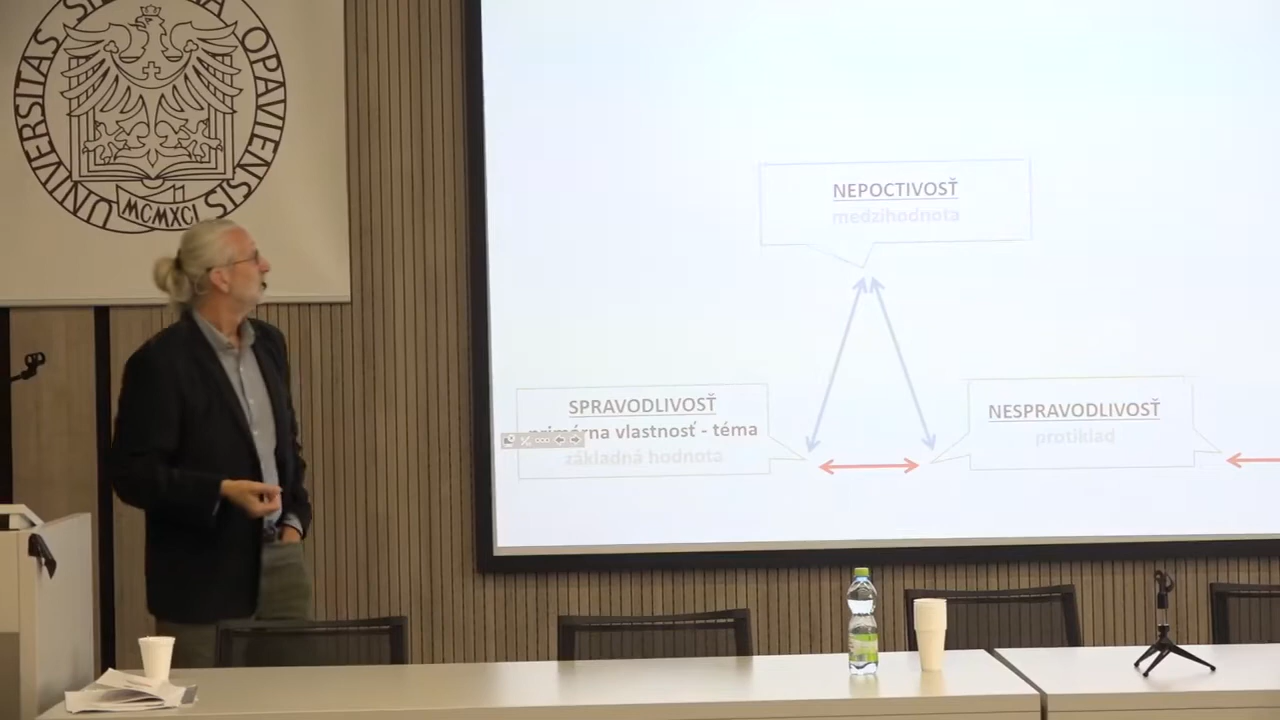 UNIVERSITAS SILESIANA OPAVIENSIS
MCMXCI
NEPOCTIVOSŤ
medzihodnota
SPRAVODLIVOSŤ
primárna vlastnosť - téma
základná hodnota
NESPRAVODLIVOSŤ
protiklad